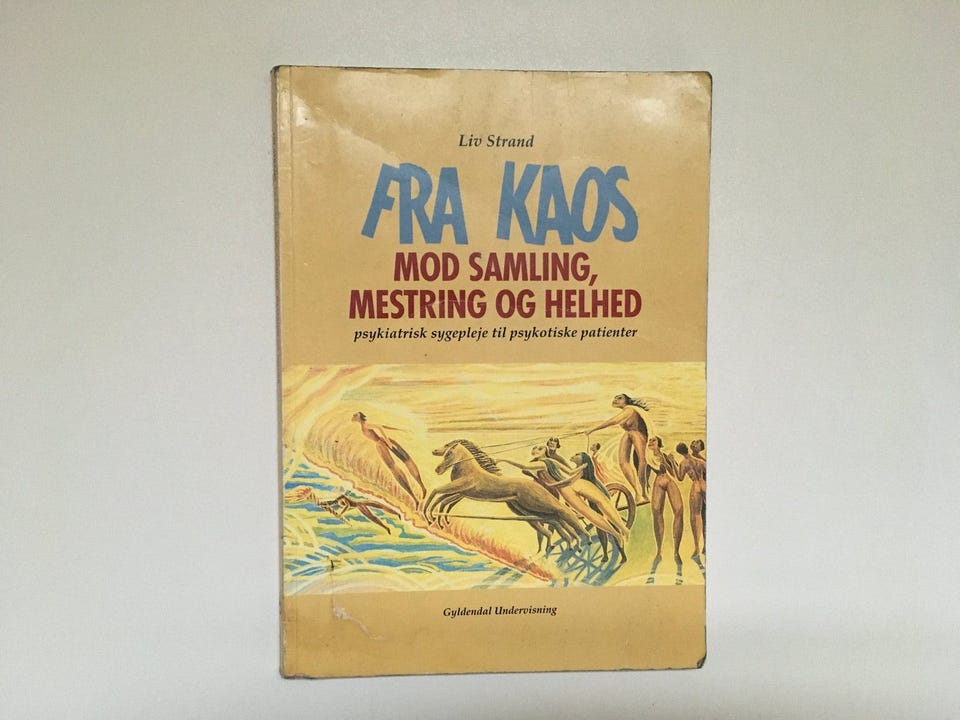 Liv Strand
FRA KAOS
MOD SAMLING,
MESTRING OG HELHED
psykiatrisk sygepleje til psykotiske patienter
Gyldendal Undervisning